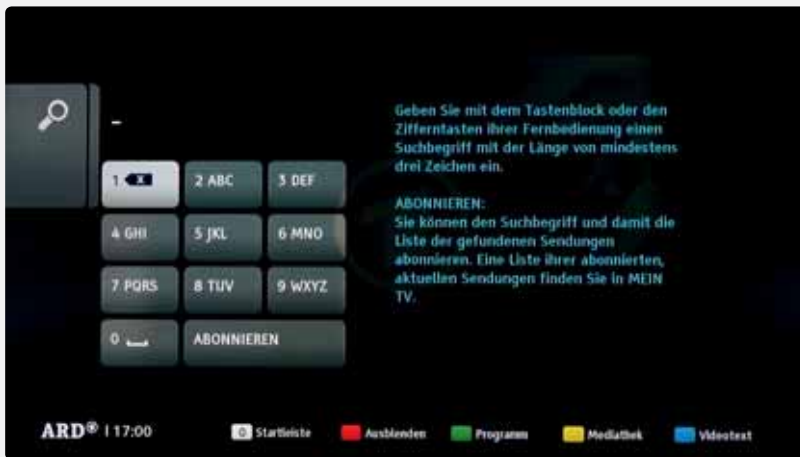 Geben Sie mit dem Tastenblock oder den
Zifferntasten ihrer Fernbedienung einen
Suchbegriff mit der Länge von mindestens
drei Zeichen ein.
ABONNIEREN:
Sie können den Suchbegriff und damit die
Liste der gefundenen Sendungen
abonnieren. Eine Liste ihrer abonnierten,
aktuellen Sendungen finden Sie in MEIN
TV.
1 X 2 ABC 3 DEF
4 GHI 5 JKL 6 MNO
7 PQRS 8 TUV 9 WXYZ
0 ABONNIEREN
ARD 17:00 0 Startleiste Ausblenden Programm Mediathek Videotext